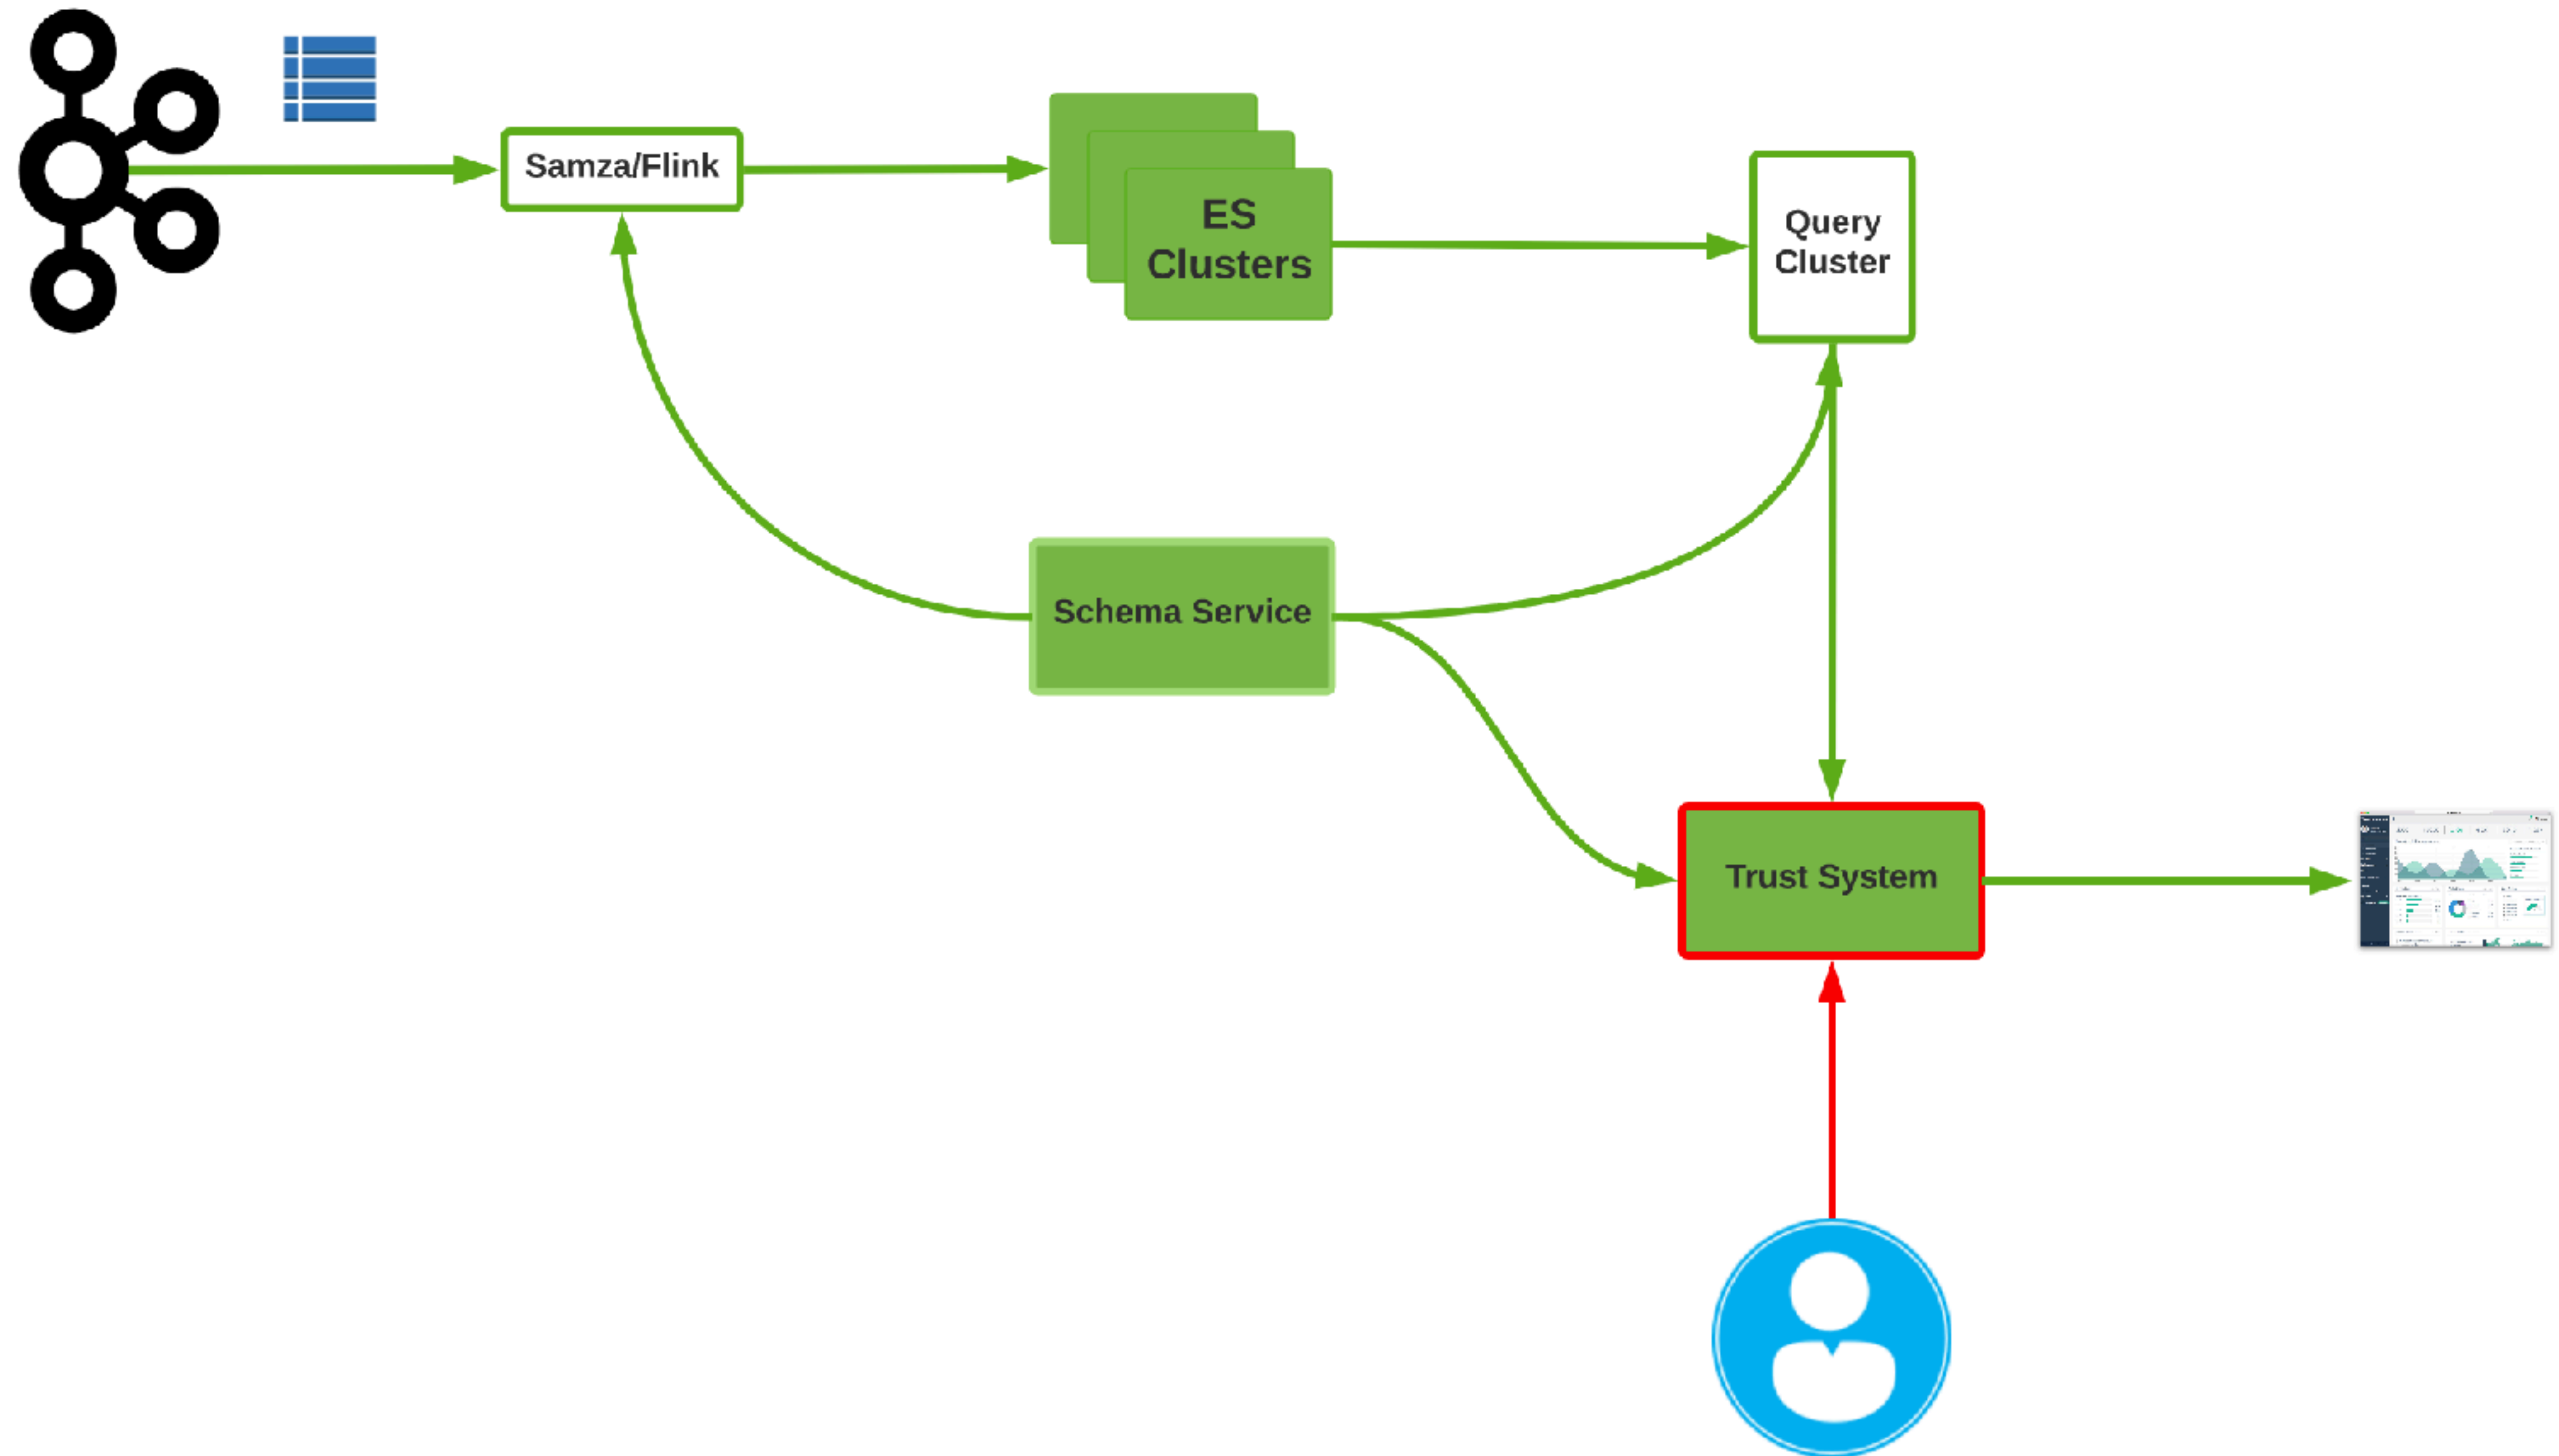 Samza/Flink
ES
Clusters
Query
Cluster
Schema Service
Trust System